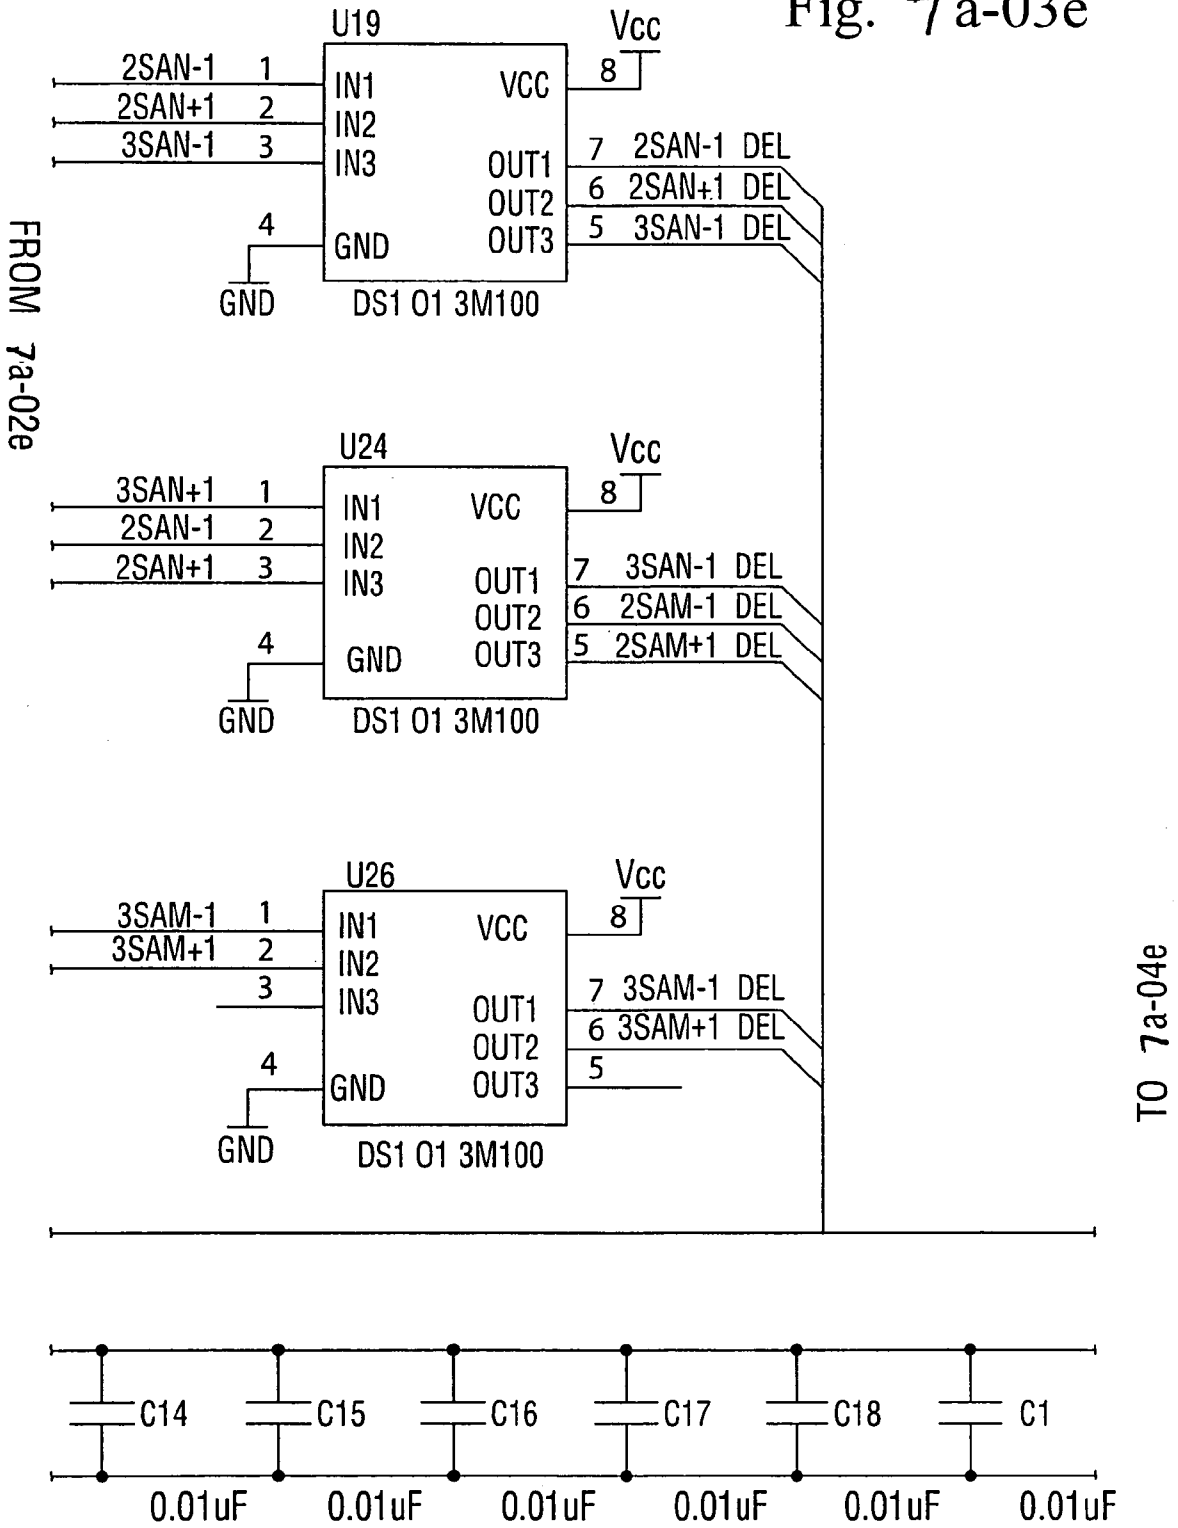 Fig. 7a-03e
U19
Vcc
2SAN-1 1 IN1 VCC 8
2SAN+1 2 IN2
3SAN-1 3 IN3 OUT1 7 2SAN-1 DEL
OUT2 6 2SAN+1 DEL
4 GND OUT3 5 3SAN-1 DEL
GND
DS1 O1 3M100
FROM 7a-02e
U24
Vcc
3SAN+1 1 IN1 VCC 8
2SAN-1 2 IN2
2SAN+1 3 IN3 OUT1 7 3SAN-1 DEL
OUT2 6 2SAM-1 DEL
4 GND OUT3 5 2SAM+1 DEL
GND
DS1 O1 3M100
U26
Vcc
3SAM-1 1 IN1 VCC 8
3SAM+1 2 IN2
3 IN3 OUT1 7 3SAM-1 DEL
OUT2 6 3SAM+1 DEL
4 GND OUT3 5
GND
DS1 O1 3M100
TO 7a-04e
C14 C15 C16 C17 C18 C1
0.01uF 0.01uF 0.01uF 0.01uF 0.01uF 0.01uF